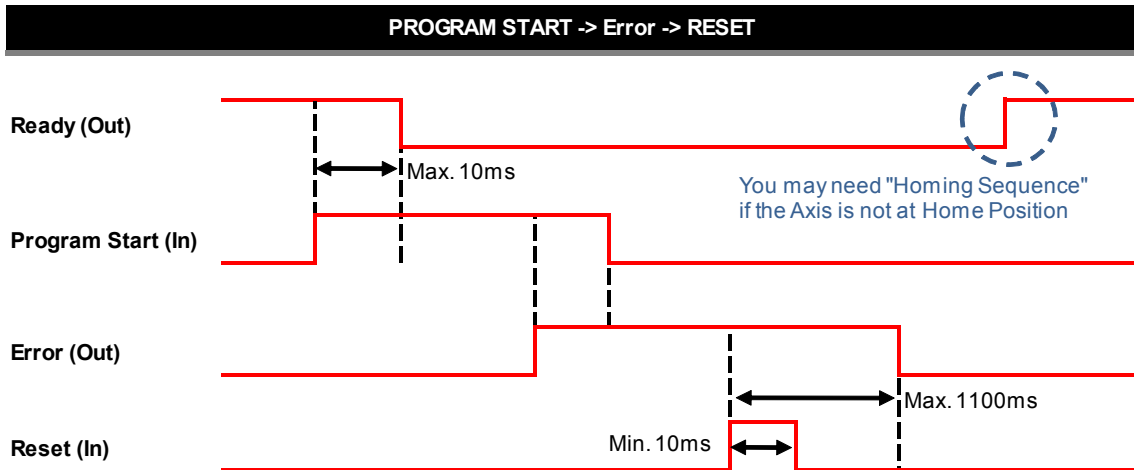 PROGRAM START -> Error -> RESET
Ready (Out)
Max. 10ms
You may need "Homing Sequence"
if the Axis is not at Home Position
Program Start (In)
Error (Out)
Max. 1100ms
Min. 10ms
Reset (In)